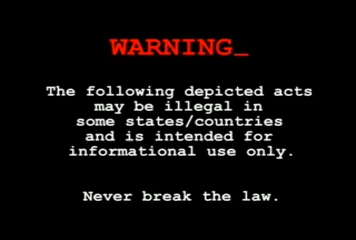 WARNING_
The following depicted acts
may be illegal in
some states/countries
and is intended for
informational use only.
Never break the law.